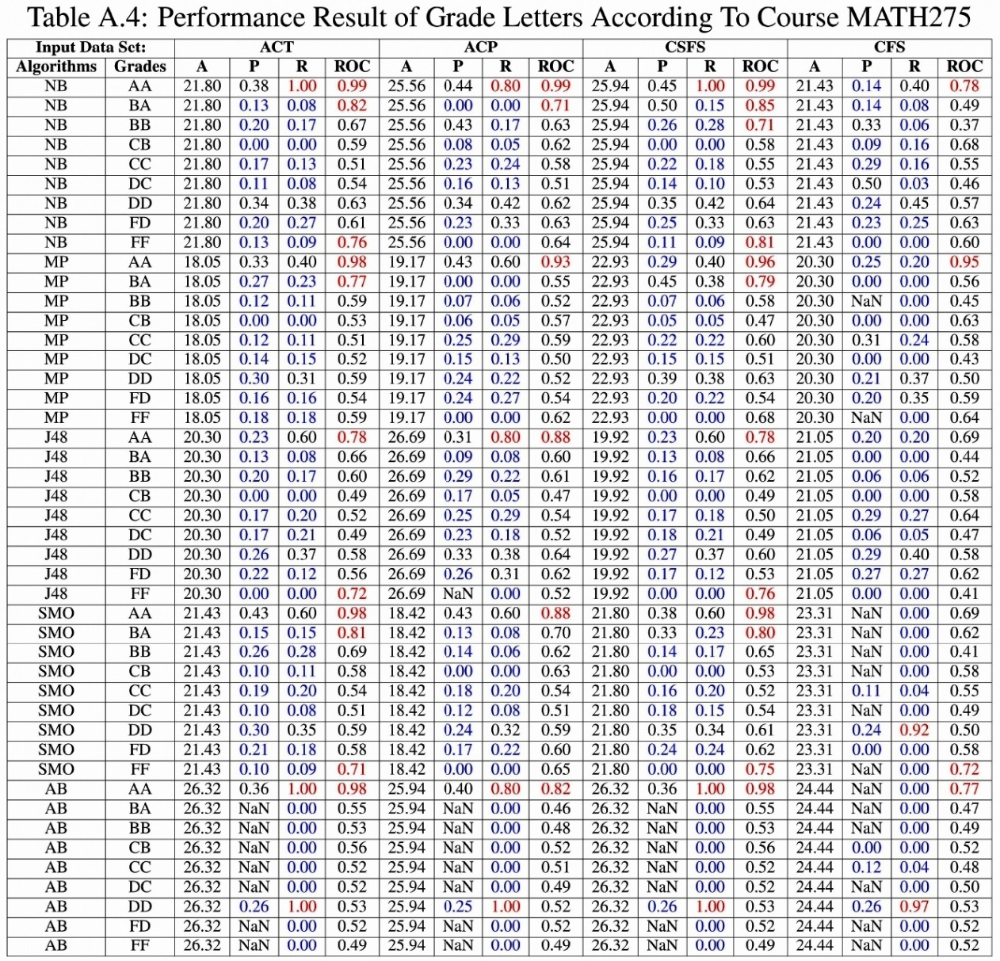 Table A.4: Performance Result of Grade Letters According To Course MATH275
Input Data Set: ACT ACP CSFS CFS
Algorithms Grades A P R ROC A P R ROC A P R ROC A P R ROC
NB AA 21.80 0.38 1.00 0.99 25.56 0.44 0.80 0.99 25.94 0.45 1.00 0.99 21.43 0.14 0.40 0.78
NB BA 21.80 0.13 0.08 0.82 25.56 0.00 0.00 0.71 25.94 0.50 0.15 0.85 21.43 0.14 0.08 0.49
NB BB 21.80 0.20 0.17 0.67 25.56 0.43 0.17 0.63 25.94 0.26 0.28 0.71 21.43 0.33 0.06 0.37
NB CB 21.80 0.00 0.00 0.59 25.56 0.08 0.05 0.62 25.94 0.00 0.00 0.58 21.43 0.09 0.16 0.68
NB CC 21.80 0.17 0.13 0.51 25.56 0.23 0.24 0.58 25.94 0.22 0.18 0.55 21.43 0.29 0.16 0.55
NB DC 21.80 0.11 0.08 0.54 25.56 0.16 0.13 0.51 25.94 0.14 0.10 0.53 21.43 0.50 0.03 0.46
NB DD 21.80 0.34 0.38 0.63 25.56 0.34 0.42 0.62 25.94 0.35 0.42 0.64 21.43 0.24 0.45 0.57
NB FD 21.80 0.20 0.27 0.61 25.56 0.23 0.33 0.63 25.94 0.25 0.33 0.63 21.43 0.23 0.25 0.63
NB FF 21.80 0.13 0.09 0.76 25.56 0.00 0.00 0.64 25.94 0.11 0.09 0.81 21.43 0.00 0.00 0.60
MP AA 18.05 0.33 0.40 0.98 19.17 0.43 0.60 0.93 22.93 0.29 0.40 0.96 20.30 0.25 0.20 0.95
MP BA 18.05 0.27 0.23 0.77 19.17 0.00 0.00 0.55 22.93 0.45 0.38 0.79 20.30 0.00 0.00 0.56
MP BB 18.05 0.12 0.11 0.59 19.17 0.07 0.06 0.52 22.93 0.07 0.06 0.58 20.30 NaN 0.00 0.45
MP CB 18.05 0.00 0.00 0.53 19.17 0.06 0.05 0.57 22.93 0.05 0.05 0.47 20.30 0.00 0.00 0.63
MP CC 18.05 0.12 0.11 0.51 19.17 0.25 0.29 0.59 22.93 0.22 0.22 0.60 20.30 0.31 0.24 0.58
MP DC 18.05 0.14 0.15 0.52 19.17 0.15 0.13 0.50 22.93 0.15 0.15 0.51 20.30 0.00 0.00 0.43
MP DD 18.05 0.30 0.31 0.59 19.17 0.24 0.22 0.52 22.93 0.39 0.38 0.63 20.30 0.21 0.37 0.50
MP FD 18.05 0.16 0.16 0.54 19.17 0.24 0.27 0.54 22.93 0.20 0.22 0.54 20.30 0.20 0.35 0.59
MP FF 18.05 0.18 0.18 0.59 19.17 0.00 0.00 0.62 22.93 0.00 0.00 0.68 20.30 NaN 0.00 0.64
J48 AA 20.30 0.23 0.60 0.78 26.69 0.31 0.80 0.88 19.92 0.23 0.60 0.78 21.05 0.20 0.20 0.69
J48 BA 20.30 0.13 0.08 0.66 26.69 0.09 0.08 0.60 19.92 0.13 0.08 0.66 21.05 0.00 0.00 0.44
J48 BB 20.30 0.20 0.17 0.60 26.69 0.29 0.22 0.61 19.92 0.16 0.17 0.62 21.05 0.06 0.06 0.52
J48 CB 20.30 0.00 0.00 0.49 26.69 0.17 0.05 0.47 19.92 0.00 0.00 0.49 21.05 0.00 0.00 0.58
J48 CC 20.30 0.17 0.20 0.52 26.69 0.25 0.29 0.54 19.92 0.17 0.18 0.50 21.05 0.29 0.27 0.64
J48 DC 20.30 0.17 0.21 0.49 26.69 0.23 0.18 0.52 19.92 0.18 0.21 0.49 21.05 0.06 0.05 0.47
J48 DD 20.30 0.26 0.37 0.58 26.69 0.33 0.38 0.64 19.92 0.27 0.37 0.60 21.05 0.29 0.40 0.58
J48 FD 20.30 0.22 0.12 0.56 26.69 0.26 0.31 0.62 19.92 0.17 0.12 0.53 21.05 0.27 0.27 0.62
J48 FF 20.30 0.00 0.00 0.72 26.69 NaN 0.00 0.52 19.92 0.00 0.00 0.76 21.05 0.00 0.00 0.41
SMO AA 21.43 0.43 0.60 0.98 18.42 0.43 0.60 0.88 21.80 0.38 0.60 0.98 23.31 NaN 0.00 0.69
SMO BA 21.43 0.15 0.15 0.81 18.42 0.13 0.08 0.70 21.80 0.33 0.23 0.80 23.31 NaN 0.00 0.62
SMO BB 21.43 0.26 0.28 0.69 18.42 0.14 0.06 0.62 21.80 0.14 0.17 0.65 23.31 NaN 0.00 0.41
SMO CB 21.43 0.10 0.11 0.58 18.42 0.00 0.00 0.63 21.80 0.00 0.00 0.53 23.31 NaN 0.00 0.58
SMO CC 21.43 0.19 0.20 0.54 18.42 0.18 0.20 0.54 21.80 0.16 0.20 0.52 23.31 0.11 0.04 0.55
SMO DC 21.43 0.10 0.08 0.51 18.42 0.12 0.08 0.51 21.80 0.18 0.15 0.54 23.31 NaN 0.00 0.49
SMO DD 21.43 0.30 0.35 0.59 18.42 0.24 0.32 0.59 21.80 0.35 0.34 0.61 23.31 0.24 0.92 0.50
SMO FD 21.43 0.21 0.18 0.58 18.42 0.17 0.22 0.60 21.80 0.24 0.24 0.62 23.31 0.00 0.00 0.58
SMO FF 21.43 0.10 0.09 0.71 18.42 0.00 0.00 0.65 21.80 0.00 0.00 0.75 23.31 NaN 0.00 0.72
AB AA 26.32 0.36 1.00 0.98 25.94 0.40 0.80 0.82 26.32 0.36 1.00 0.98 24.44 NaN 0.00 0.77
AB BA 26.32 NaN 0.00 0.55 25.94 NaN 0.00 0.46 26.32 NaN 0.00 0.55 24.44 NaN 0.00 0.47
AB BB 26.32 NaN 0.00 0.53 25.94 NaN 0.00 0.48 26.32 NaN 0.00 0.53 24.44 NaN 0.00 0.49
AB CB 26.32 NaN 0.00 0.56 25.94 NaN 0.00 0.52 26.32 NaN 0.00 0.56 24.44 0.00 0.00 0.52
AB CC 26.32 NaN 0.00 0.52 25.94 NaN 0.00 0.51 26.32 NaN 0.00 0.52 24.44 0.12 0.04 0.48
AB DC 26.32 NaN 0.00 0.52 25.94 NaN 0.00 0.49 26.32 NaN 0.00 0.52 24.44 NaN 0.00 0.50
AB DD 26.32 0.26 1.00 0.53 25.94 0.25 1.00 0.52 26.32 0.26 1.00 0.53 24.44 0.26 0.97 0.53
AB FD 26.32 NaN 0.00 0.52 25.94 NaN 0.00 0.52 26.32 NaN 0.00 0.52 24.44 NaN 0.00 0.52
AB FF 26.32 NaN 0.00 0.49 25.94 NaN 0.00 0.49 26.32 NaN 0.00 0.49 24.44 NaN 0.00 0.52